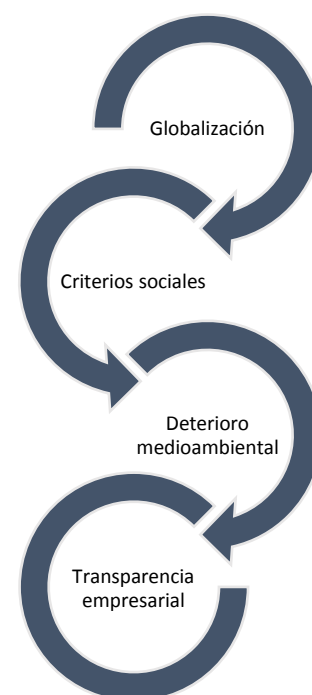 Globalización
Criterios sociales
Deterioro
medioambiental
Transparencia
empresarial